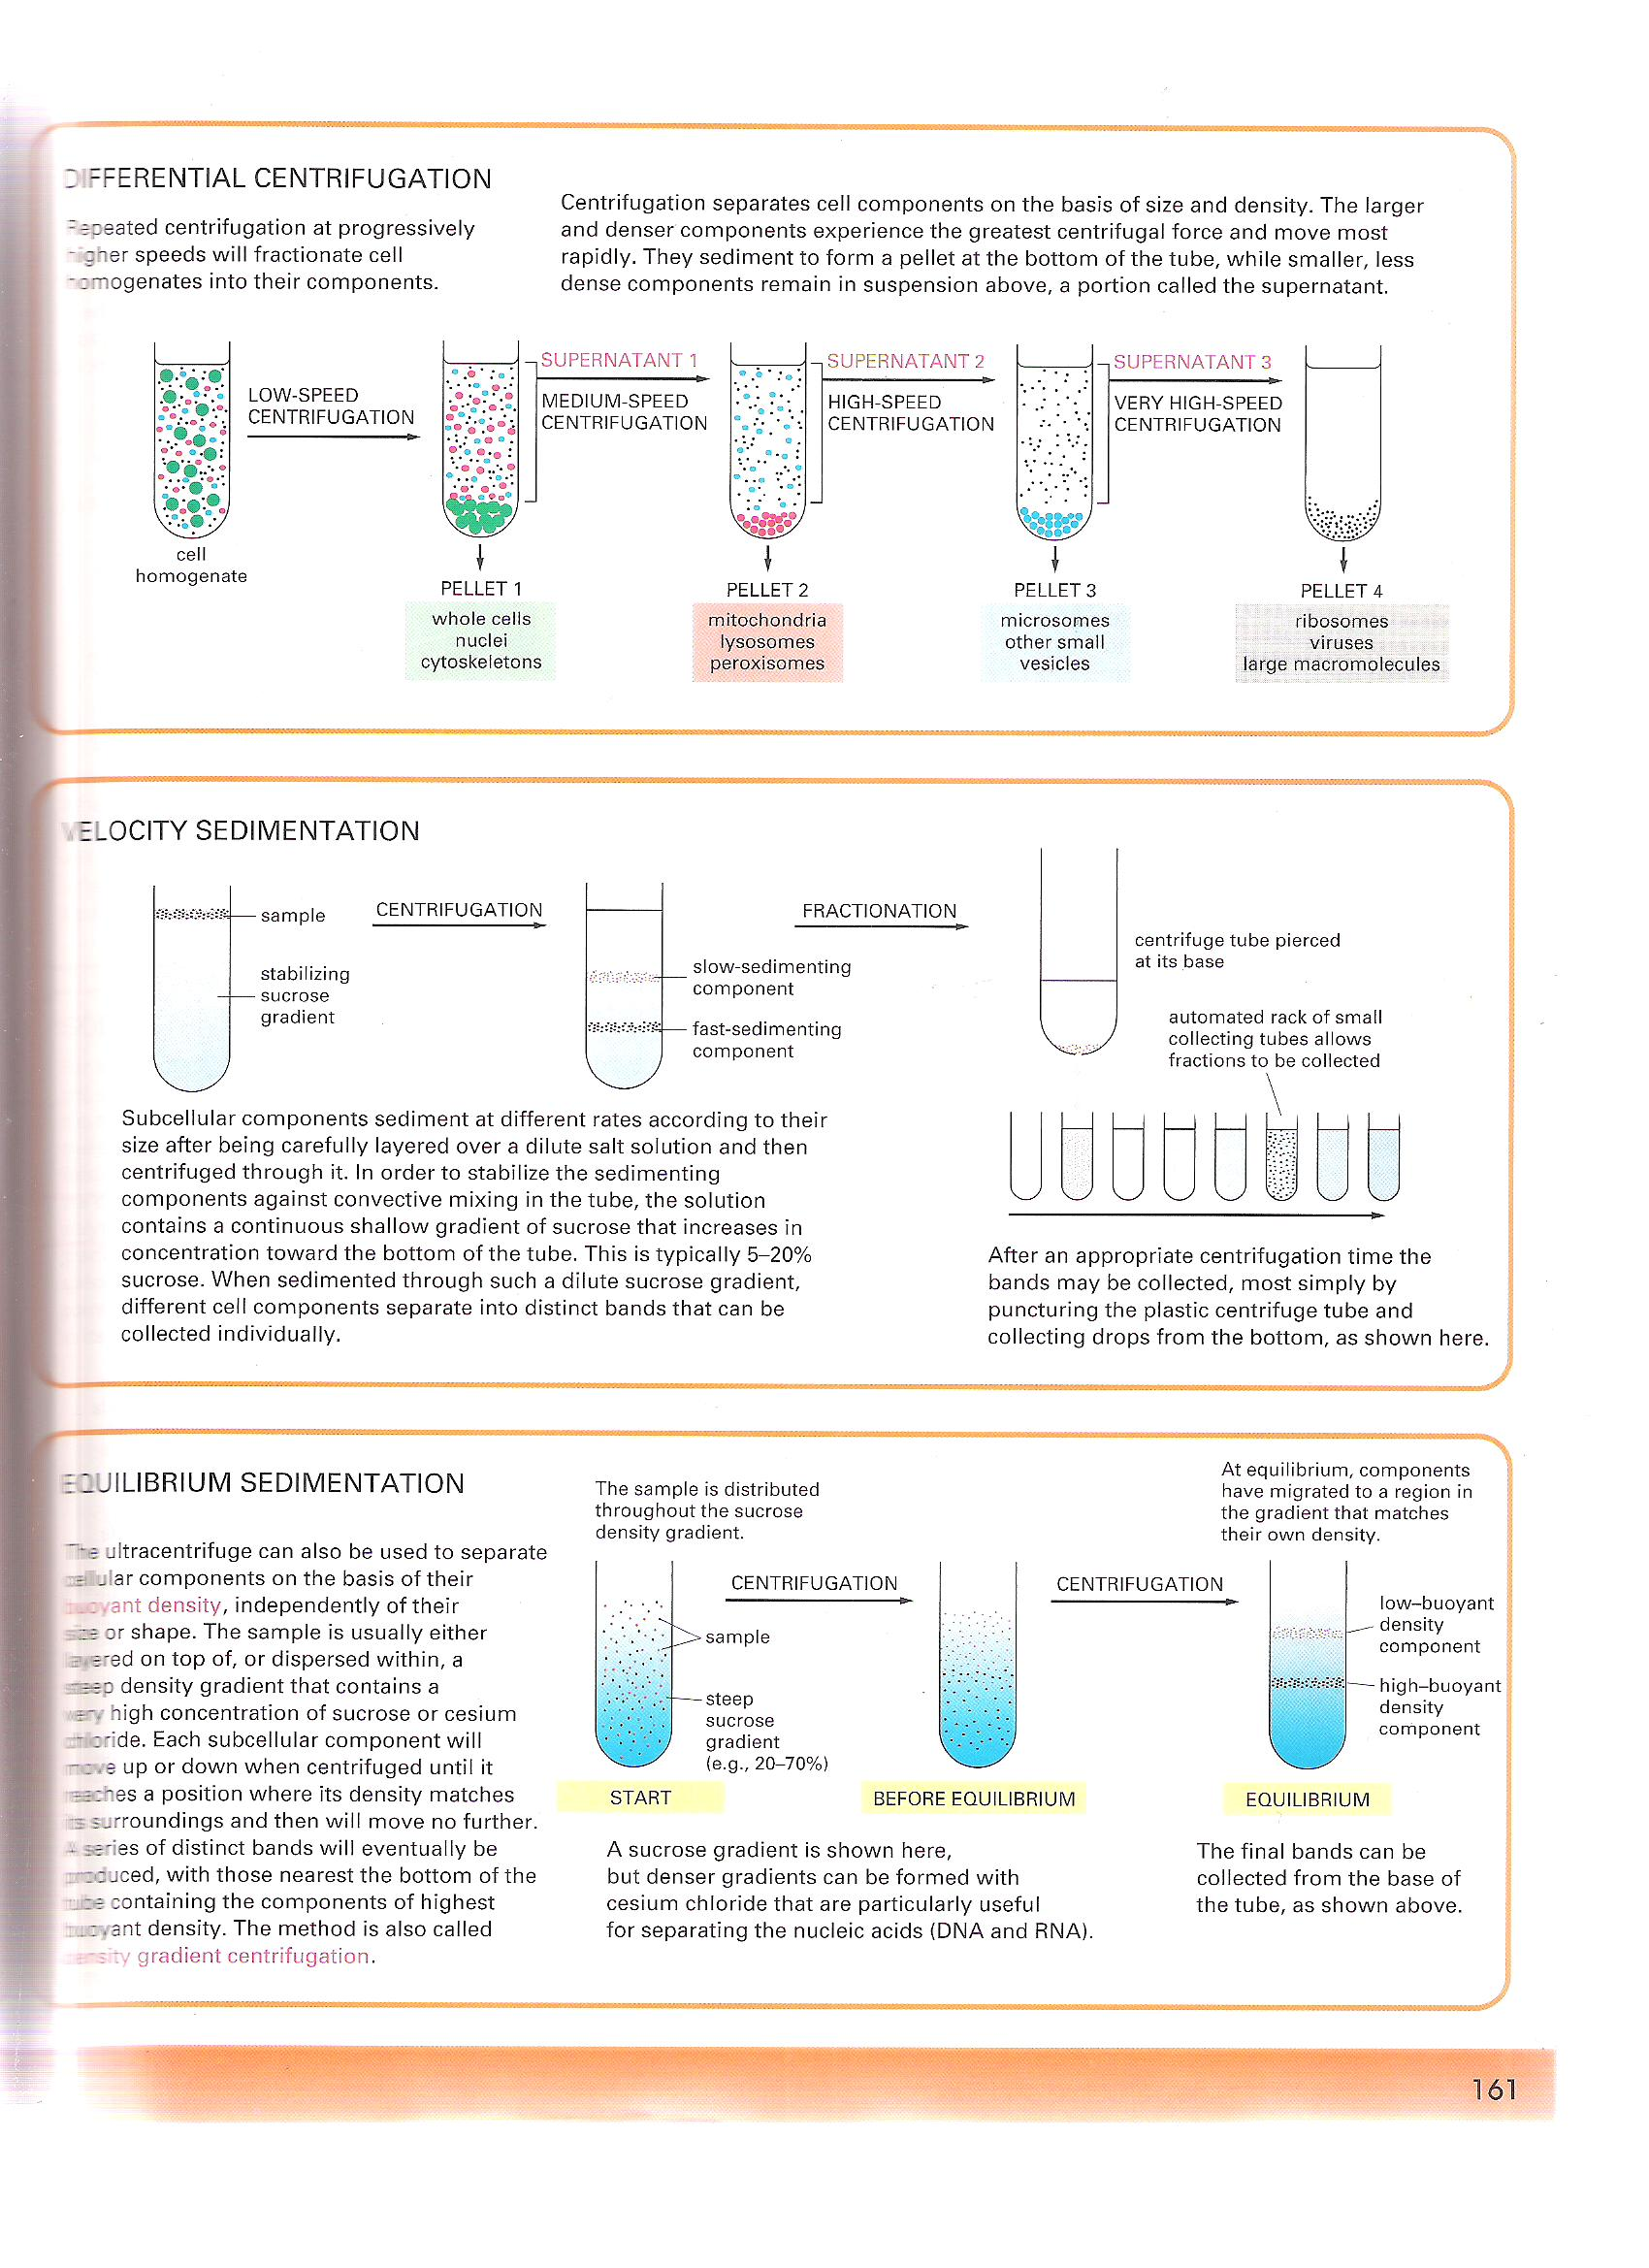 DIFFERENTIAL CENTRIFUGATION
Repeated centrifugation at progressively
higher speeds will fractionate cell
homogenates into their components.
Centrifugation separates cell components on the basis of size and density. The larger
and denser components experience the greatest centrifugal force and move most
rapidly. They sediment to form a pellet at the bottom of the tube, while smaller, less
dense components remain in suspension above, a portion called the supernatant.
LOW-SPEED
CENTRIFUGATION
SUPERNATANT 1
MEDIUM-SPEED
CENTRIFUGATION
SUPERNATANT 2
HIGH-SPEED
CENTRIFUGATION
SUPERNATANT 3
VERY HIGH-SPEED
CENTRIFUGATION
cell
homogenate
PELLET 1
whole cells
nuclei
cytoskeletons
PELLET 2
mitochondria
lysosomes
peroxisomes
PELLET 3
microsomes
other small
vesicles
PELLET 4
ribosomes
viruses
large macromolecules
VELOCITY SEDIMENTATION
sample
stabilizing
sucrose
gradient
CENTRIFUGATION
slow-sedimenting
component
fast-sedimenting
component
FRACTIONATION
centrifuge tube pierced
at its base
automated rack of small
collecting tubes allows
fractions to be collected
Subcellular components sediment at different rates according to their
size after being carefully layered over a dilute salt solution and then
centrifuged through it. In order to stabilize the sedimenting
components against convective mixing in the tube, the solution
contains a continuous shallow gradient of sucrose that increases in
concentration toward the bottom of the tube. This is typically 5–20%
sucrose. When sedimented through such a dilute sucrose gradient,
different cell components separate into distinct bands that can be
collected individually.
After an appropriate centrifugation time the
bands may be collected, most simply by
puncturing the plastic centrifuge tube and
collecting drops from the bottom, as shown here.
EQUILIBRIUM SEDIMENTATION
The ultracentrifuge can also be used to separate
cellular components on the basis of their
buoyant density, independently of their
size or shape. The sample is usually either
layered on top of, or dispersed within, a
steep density gradient that contains a
very high concentration of sucrose or cesium
chloride. Each subcellular component will
move up or down when centrifuged until it
reaches a position where its density matches
its surroundings and then will move no further.
A series of distinct bands will eventually be
produced, with those nearest the bottom of the
tube containing the components of highest
buoyant density. The method is also called
density gradient centrifugation.
The sample is distributed
throughout the sucrose
density gradient.
CENTRIFUGATION
sample
steep
sucrose
gradient
(e.g., 20–70%)
CENTRIFUGATION
At equilibrium, components
have migrated to a region in
the gradient that matches
their own density.
low–buoyant
density
component
high–buoyant
density
component
START
BEFORE EQUILIBRIUM
EQUILIBRIUM
A sucrose gradient is shown here,
but denser gradients can be formed with
cesium chloride that are particularly useful
for separating the nucleic acids (DNA and RNA).
The final bands can be
collected from the base of
the tube, as shown above.
161